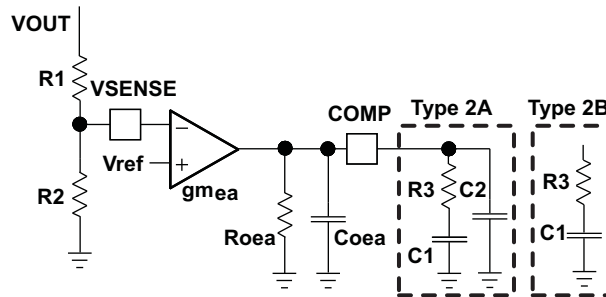 VOUT
R1
VSENSE
COMP
Type 2A
Type 2B
Vref
−
+
gmea
R2
Roea
Coea
R3
C2
C1
R3
C1